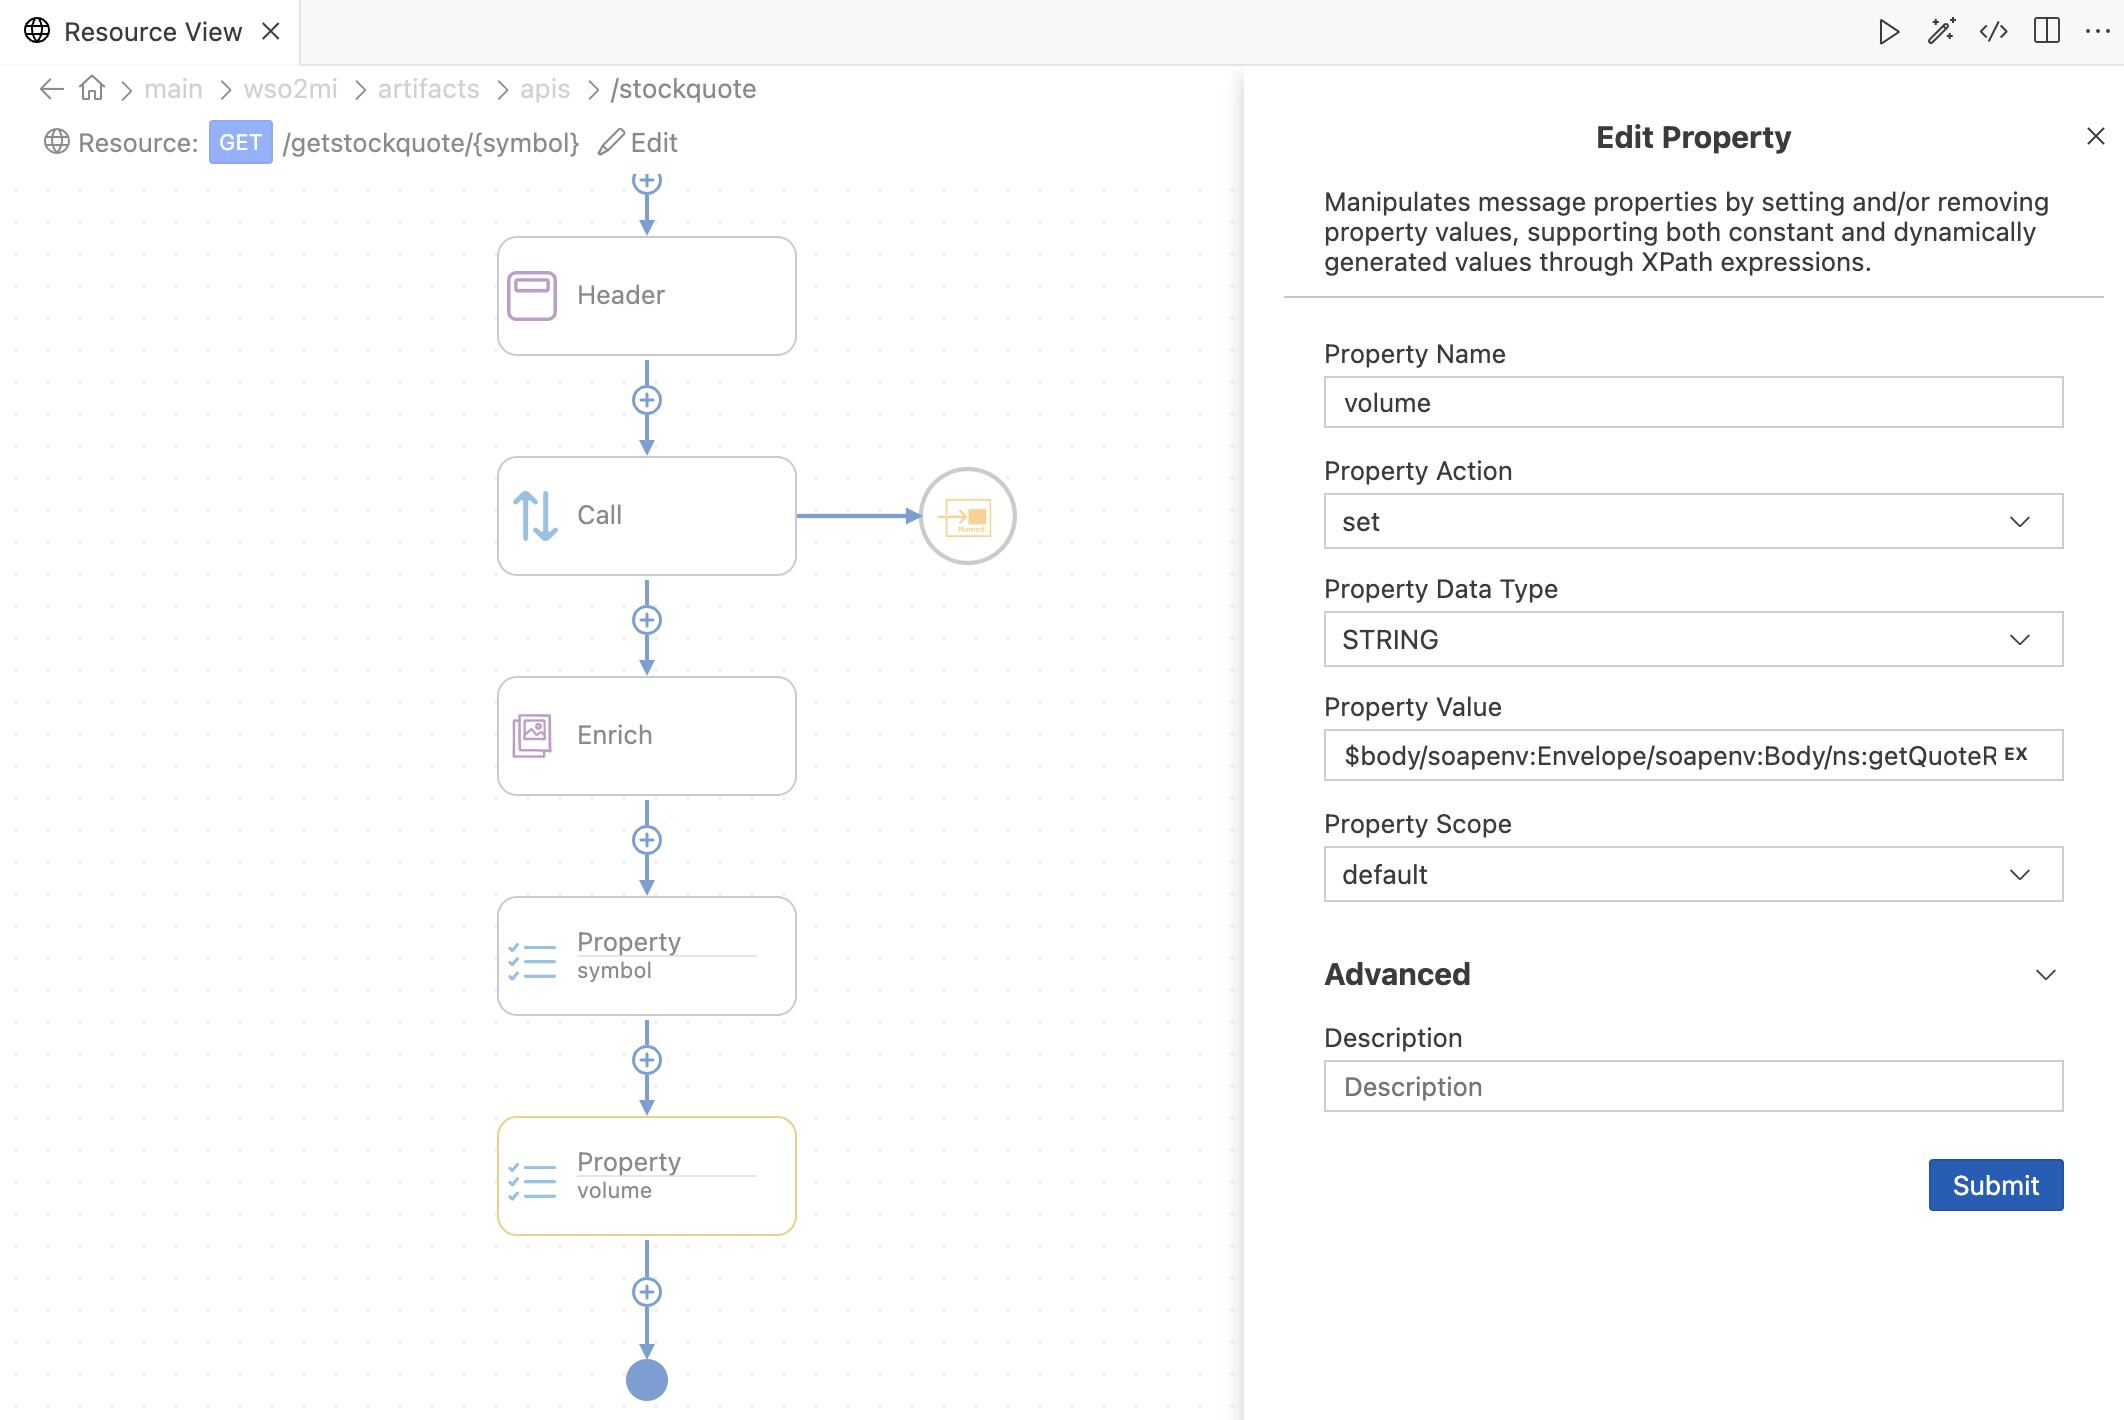 Resource View
main
wso2mi
artifacts
apis
/stockquote
Resource: GET /getstockquote/{symbol} Edit
Header
Call
Named
Enrich
Property
symbol
Property
volume
Edit Property
Manipulates message properties by setting and/or removing
property values, supporting both constant and dynamically
generated values through XPath expressions.
Property Name
volume
Property Action
set
Property Data Type
STRING
Property Value
$body/soapenv:Envelope/soapenv:Body/ns:getQuoteR EX
Property Scope
default
Advanced
Description
Description
Submit